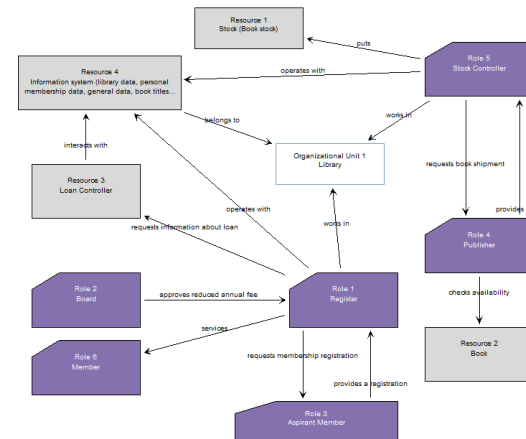 Resource 1
Stock (Book stock)
puts
Role 5
Stock Controller
Resource 4
Information system (library data, personal
membership data, general data, book titles...
operates with
belongs to
works in
Organizational Unit 1
Library
interacts with
requests book shipment
Resource 3
Loan Controller
operates with
requests information about loan
works in
provides
Role 4
Publisher
Role 2
Board
approves reduced annual fee
Role 1
Register
checks availability
services
Role 6
Member
requests membership registration
Resource 2
Book
provides a registration
Role 3
Aspirant Member